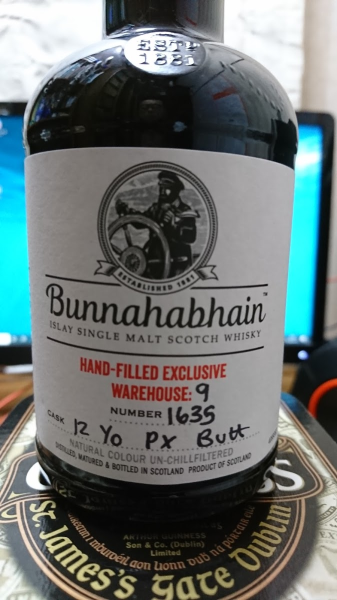 ESTD
1881
ESTABLISHED 1881
Bunnahabhain™
ISLAY SINGLE MALT SCOTCH WHISKY
HAND-FILLED EXCLUSIVE
WAREHOUSE: 9
NUMBER 1635
CASK 12 Yo PX Butt
NATURAL COLOUR UN-CHILLFILTERED
DISTILLED, MATURED & BOTTLED IN SCOTLAND PRODUCT OF SCOTLAND
ARTHUR GUINNESS
Son & Co. (Dublin)
Limited
St. James's Gate Dublin